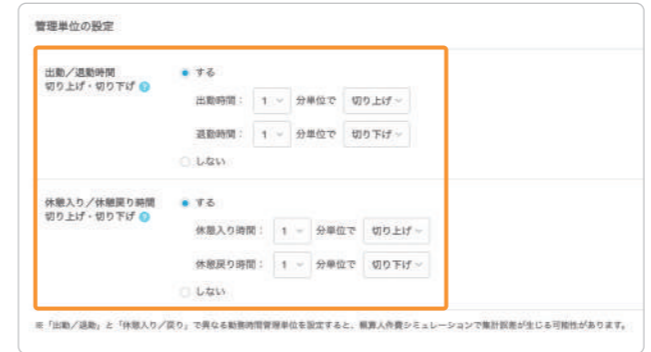 管理単位の設定
出勤/退勤時間
切り上げ・切り下げ ?
する
出勤時間： 1 分単位で 切り上げ
退勤時間： 1 分単位で 切り下げ
しない
休憩入り/休憩戻り時間
切り上げ・切り下げ ?
する
休憩入り時間： 1 分単位で 切り上げ
休憩戻り時間： 1 分単位で 切り下げ
しない
※「出勤/退勤」と「休憩入り/戻り」で異なる勤務時間管理単位を設定すると、概算人件費シミュレーションで集計誤差が生じる可能性があります。